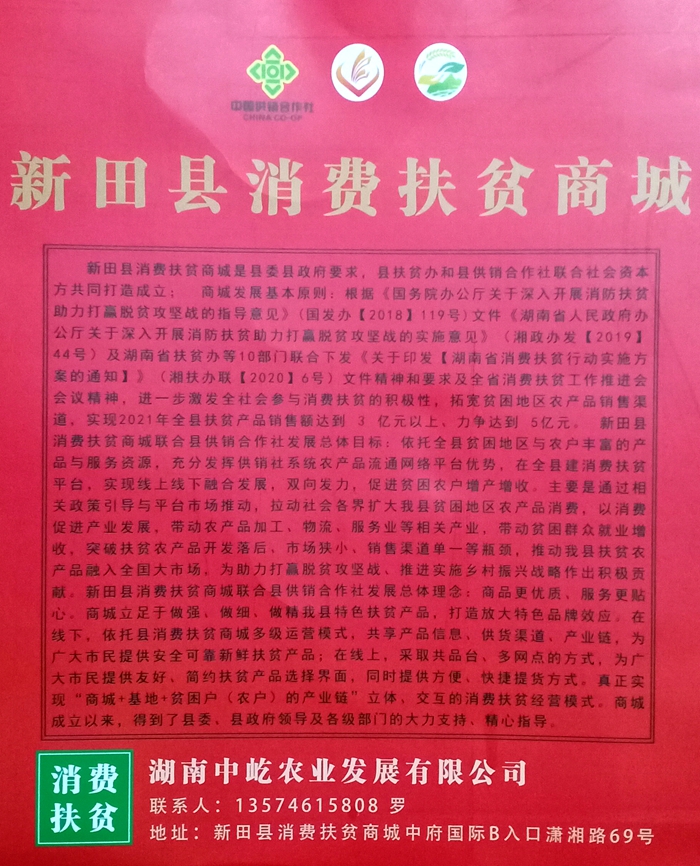 中国供销合作社
CHINA CO-OP
新田县消费扶贫商城
新田县消费扶贫商城是县委县政府要求，县扶贫办和县供销合作社联合社会资本
方共同打造成立； 商城发展基本原则：根据《国务院办公厅关于深入开展消防扶贫
助力打赢脱贫攻坚战的指导意见》（国发办【2018】119号）文件《湖南省人民政府办
公厅关于深入开展消防扶贫助力打赢脱贫攻坚战的实施意见》（湘政办发【2019】
44号）及湖南省扶贫办等10部门联合下发《关于印发【湖南省消费扶贫行动实施方
案的通知】》（湘扶办联【2020】6号）文件精神和要求及全省消费扶贫工作推进会
会议精神，进一步激发全社会参与消费扶贫的积极性，拓宽贫困地区农产品销售渠
道，实现2021年全县扶贫产品销售额达到 3 亿元以上、力争达到 5亿元。 新田县
消费扶贫商城联合县供销合作社发展总体目标：依托全县贫困地区与农户丰富的产
品与服务资源，充分发挥供销社系统农产品流通网络平台优势，在全县建消费扶贫
平台，实现线上线下融合发展，双向发力，促进贫困农户增产增收。主要是通过相
关政策引导与平台市场推动，拉动社会各界扩大我县贫困地区农产品消费，以消费
促进产业发展，带动农产品加工、物流、服务业等相关产业，带动贫困群众就业增
收，突破扶贫农产品开发落后、市场狭小、销售渠道单一等瓶颈，推动我县扶贫农
产品融入全国大市场，为助力打赢脱贫攻坚战、推进实施乡村振兴战略作出积极贡
献。新田县消费扶贫商城联合县供销合作社发展总体理念：商品更优质、服务更贴
心。商城立足于做强、做细、做精我县特色扶贫产品，打造放大特色品牌效应。在
线下，依托县消费扶贫商城多级运营模式，共享产品信息、供货渠道、产业链，为
广大市民提供安全可靠新鲜扶贫产品；在线上，采取共品台、多网点的方式，为广
大市民提供友好、简约扶贫产品选择界面，同时提供方便、快捷提货方式。真正实
现“商城+基地+贫困户（农户）的产业链”立体、交互的消费扶贫经营模式。商城
成立以来，得到了县委、县政府领导及各级部门的大力支持、精心指导。
消费
扶贫
湖南中屹农业发展有限公司
联系人：13574615808 罗
地址：新田县消费扶贫商城中府国际B入口潇湘路69号